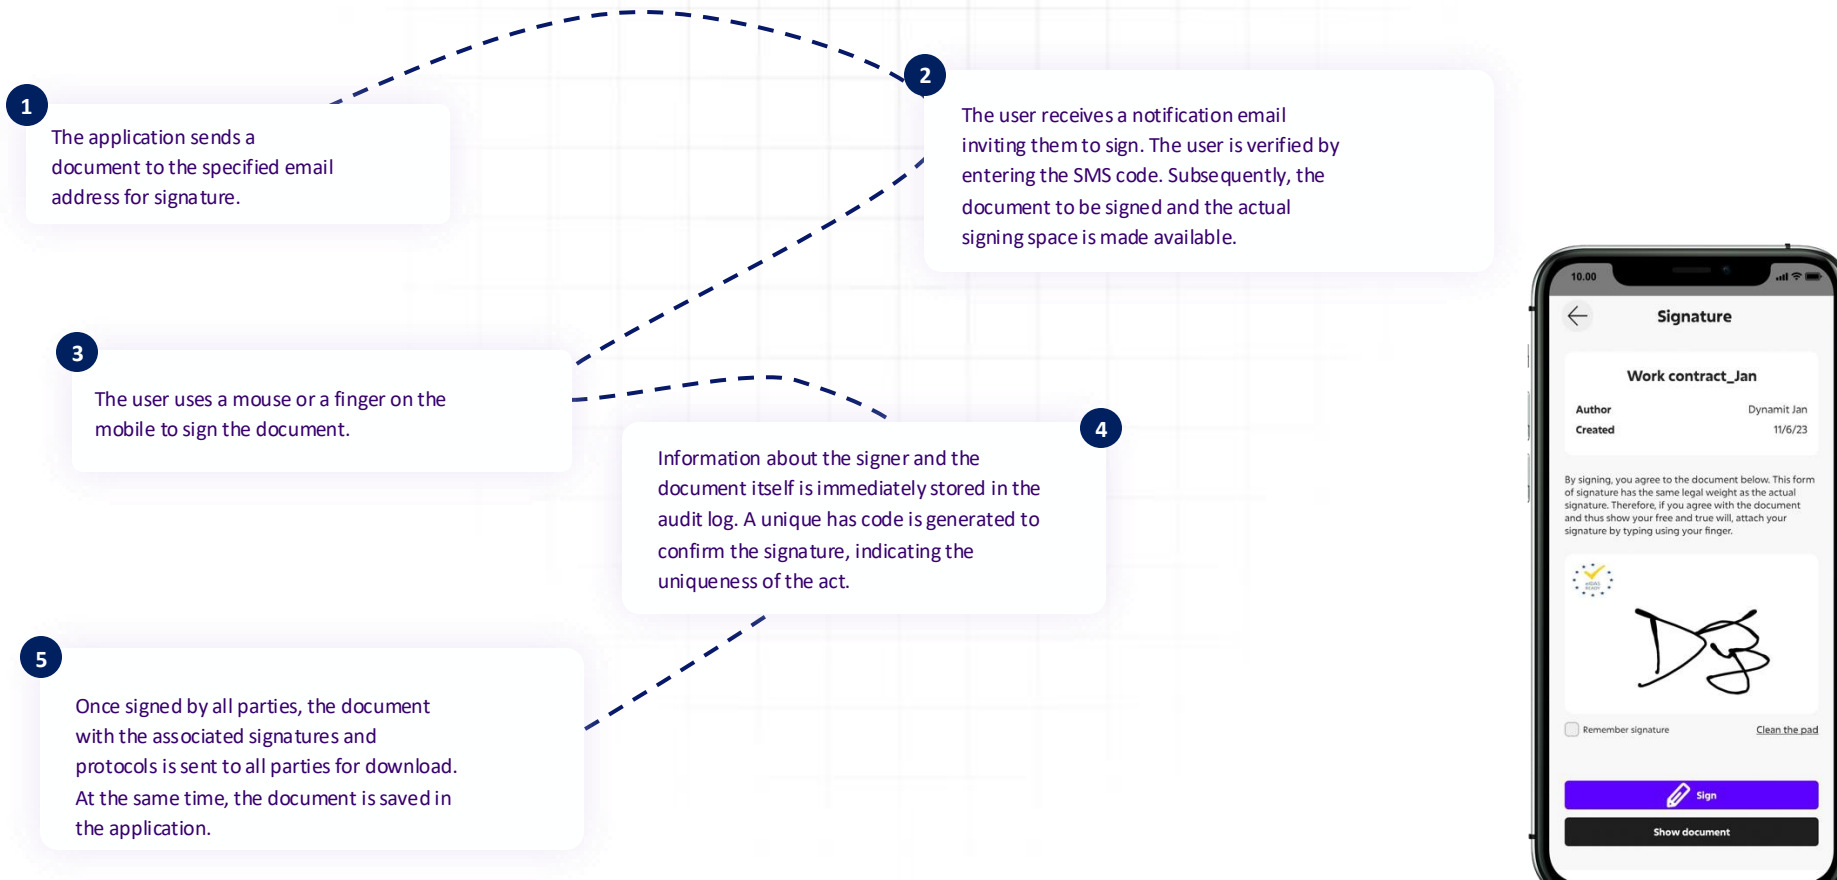 1
The application sends a
document to the specified email
address for signature.
2
The user receives a notification email
inviting them to sign. The user is verified by
entering the SMS code. Subsequently, the
document to be signed and the actual
signing space is made available.
3
The user uses a mouse or a finger on the
mobile to sign the document.
4
Information about the signer and the
document itself is immediately stored in the
audit log. A unique has code is generated to
confirm the signature, indicating the
uniqueness of the act.
5
Once signed by all parties, the document
with the associated signatures and
protocols is sent to all parties for download.
At the same time, the document is saved in
the application.
10.00
Signature
Work contract_Jan
Author Dynamit Jan
Created 11/6/23
By signing, you agree to the document below. This form
of signature has the same legal weight as the actual
signature. Therefore, if you agree with the document
and thus show your free and true will, attach your
signature by typing using your finger.
eIDAS
READY
Remember signature Clean the pad
Sign
Show document